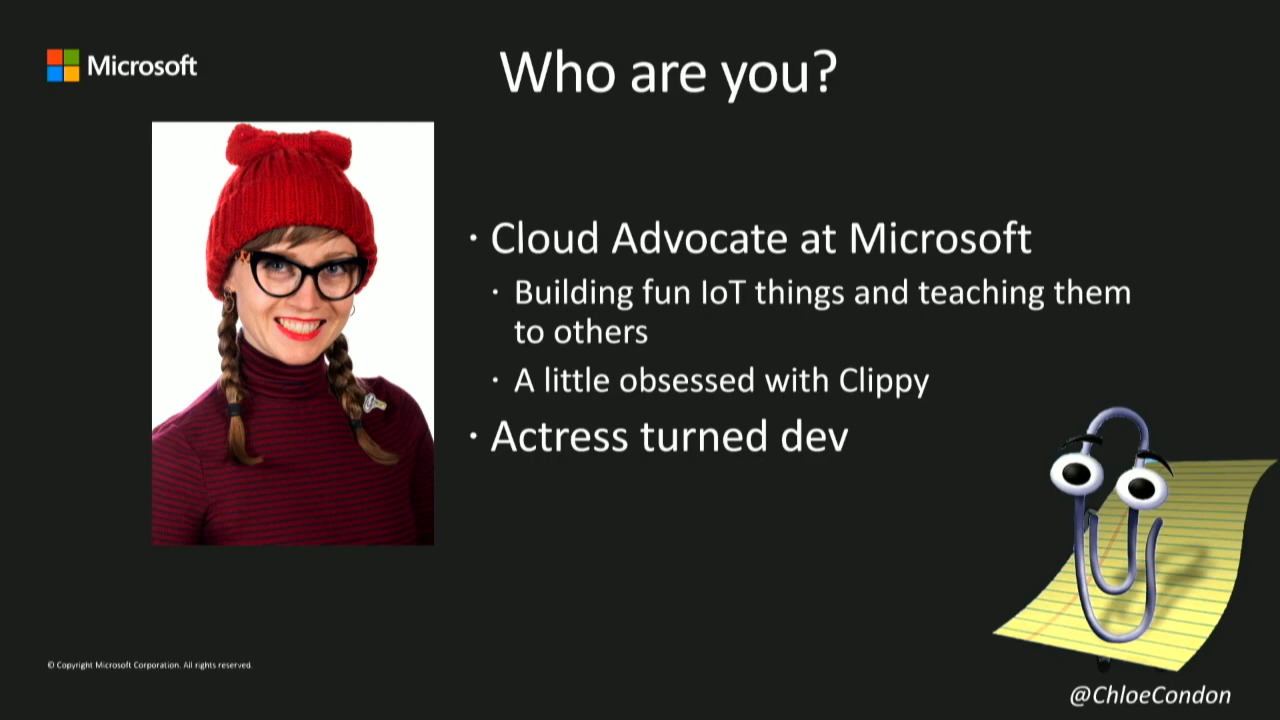 Microsoft
Who are you?
· Cloud Advocate at Microsoft
· Building fun IoT things and teaching them
to others
· A little obsessed with Clippy
· Actress turned dev
© Copyright Microsoft Corporation. All rights reserved.
@ChloeCondon